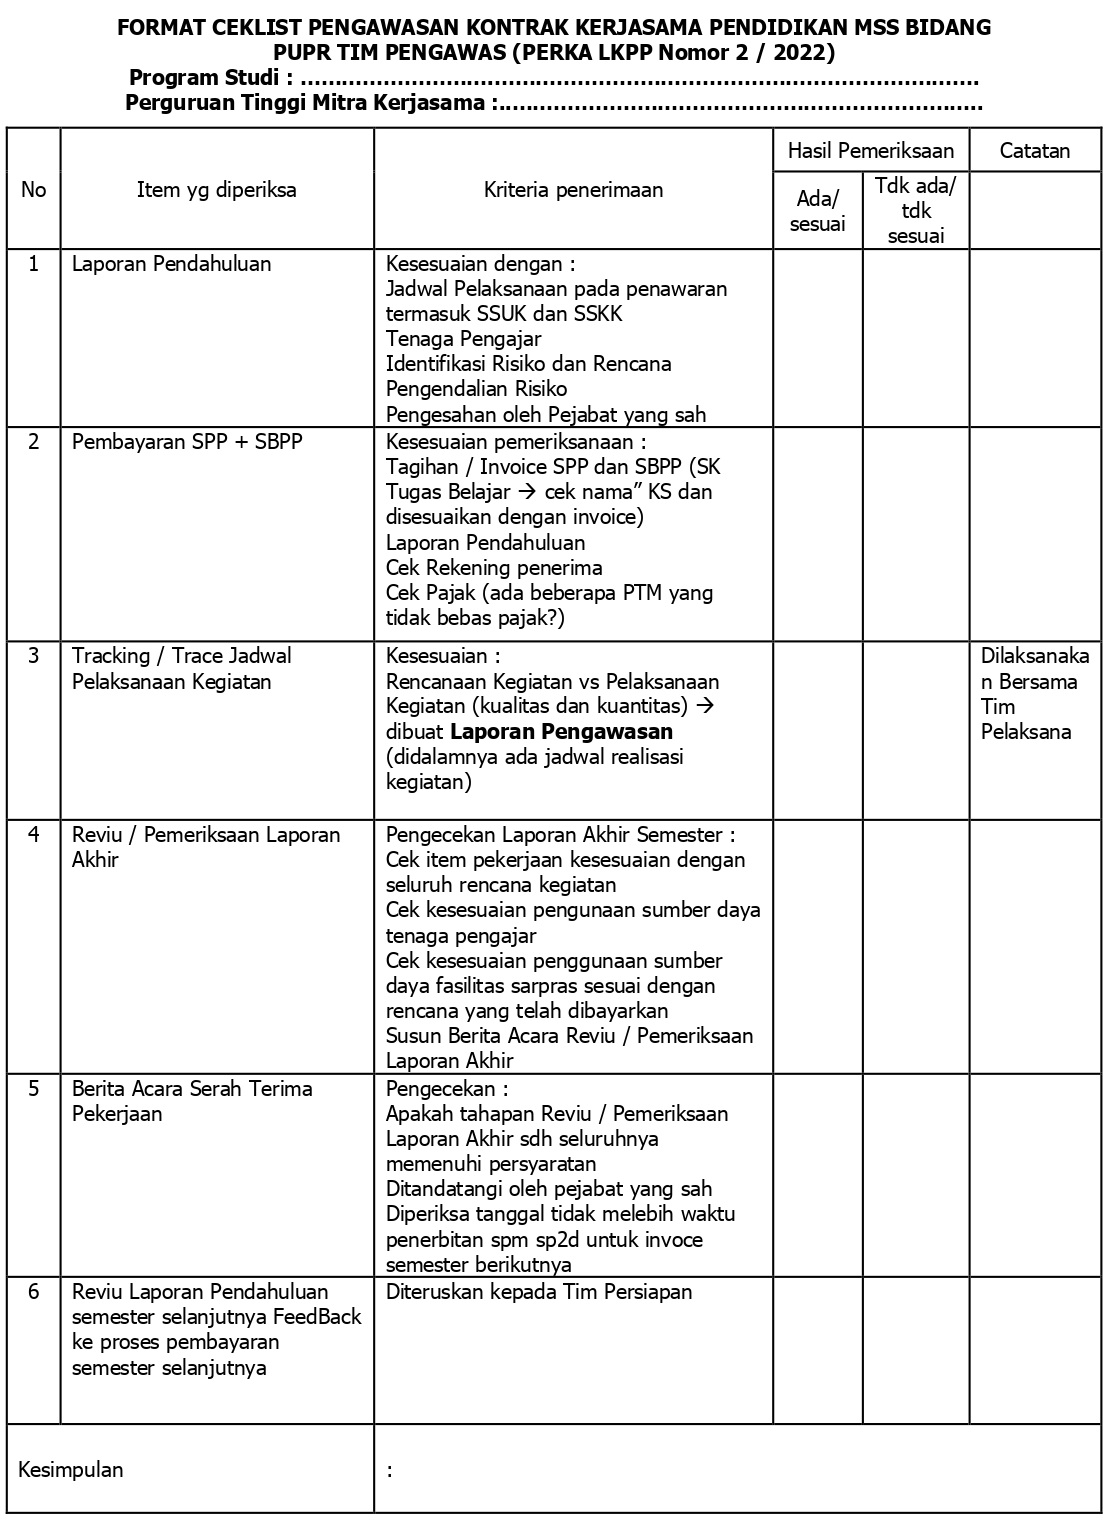 FORMAT CEKLIST PENGAWASAN KONTRAK KERJASAMA PENDIDIKAN MSS BIDANG
PUPR TIM PENGAWAS (PERKA LKPP Nomor 2 / 2022)
Program Studi : ……………………………………………………………………………………
Perguruan Tinggi Mitra Kerjasama :……………………………………………………………
No
Item yg diperiksa
Kriteria penerimaan
Hasil Pemeriksaan
Catatan
Ada/
sesuai
Tdk ada/
tdk
sesuai
1
Laporan Pendahuluan
Kesesuaian dengan :
Jadwal Pelaksanaan pada penawaran
termasuk SSUK dan SSKK
Tenaga Pengajar
Identifikasi Risiko dan Rencana
Pengendalian Risiko
Pengesahan oleh Pejabat yang sah
2
Pembayaran SPP + SBPP
Kesesuaian pemeriksanaan :
Tagihan / Invoice SPP dan SBPP (SK
Tugas Belajar → cek nama” KS dan
disesuaikan dengan invoice)
Laporan Pendahuluan
Cek Rekening penerima
Cek Pajak (ada beberapa PTM yang
tidak bebas pajak?)
3
Tracking / Trace Jadwal
Pelaksanaan Kegiatan
Kesesuaian :
Rencanaan Kegiatan vs Pelaksanaan
Kegiatan (kualitas dan kuantitas) →
dibuat Laporan Pengawasan
(didalamnya ada jadwal realisasi
kegiatan)
Dilaksanaka
n Bersama
Tim
Pelaksana
4
Reviu / Pemeriksaan Laporan
Akhir
Pengecekan Laporan Akhir Semester :
Cek item pekerjaan kesesuaian dengan
seluruh rencana kegiatan
Cek kesesuaian pengunaan sumber daya
tenaga pengajar
Cek kesesuaian penggunaan sumber
daya fasilitas sarpras sesuai dengan
rencana yang telah dibayarkan
Susun Berita Acara Reviu / Pemeriksaan
Laporan Akhir
5
Berita Acara Serah Terima
Pekerjaan
Pengecekan :
Apakah tahapan Reviu / Pemeriksaan
Laporan Akhir sdh seluruhnya
memenuhi persyaratan
Ditandatangi oleh pejabat yang sah
Diperiksa tanggal tidak melebih waktu
penerbitan spm sp2d untuk invoce
semester berikutnya
6
Reviu Laporan Pendahuluan
semester selanjutnya FeedBack
ke proses pembayaran
semester selanjutnya
Diteruskan kepada Tim Persiapan
Kesimpulan
: